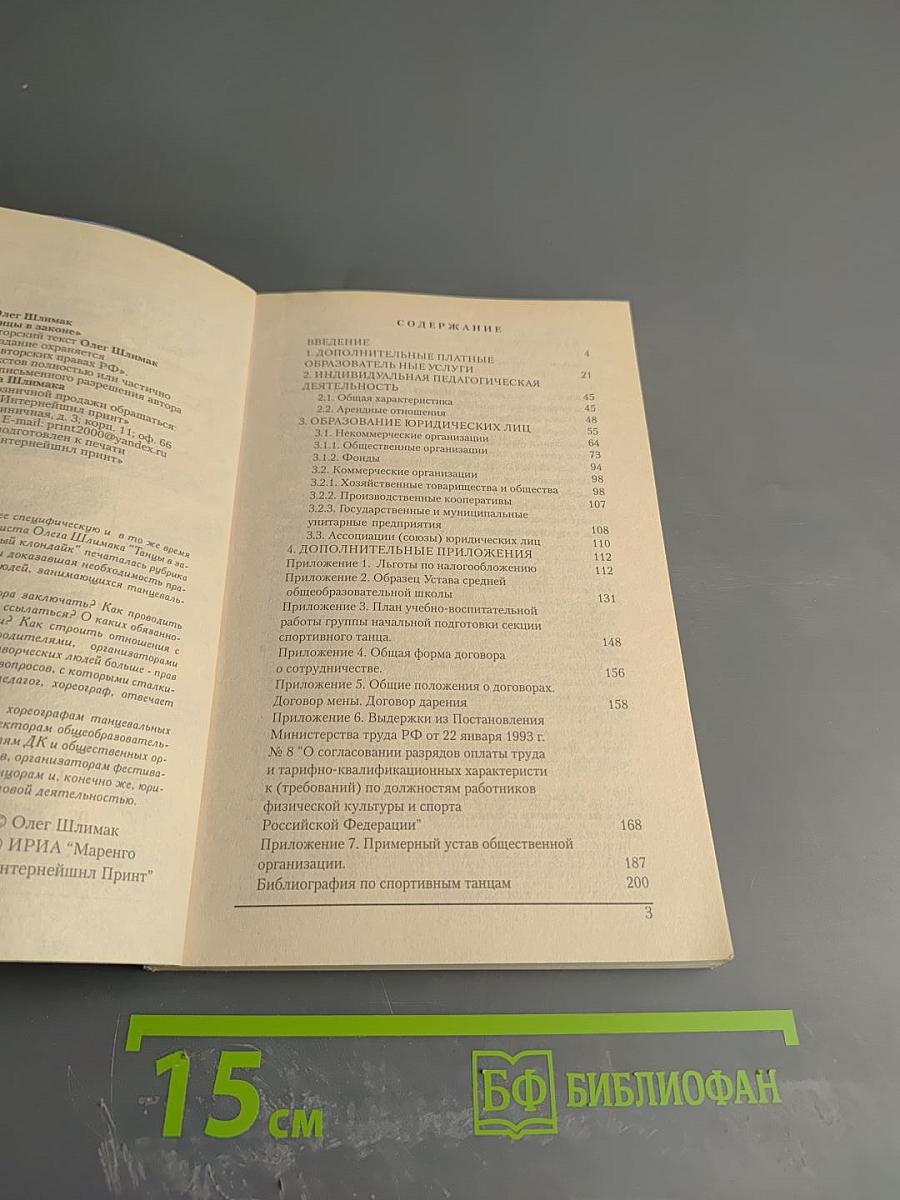 Олег Шлимак
нцы в законе»
торский текст Олег Шлимак
здание охраняется
авторских правах РФ».
кстов полностью или частично
письменного разрешения автора
а Шлимака
озничной продажи обращаться:
Интернейшнл принт»
иничная, д. 3; корп. 11; оф. 66
E-mail: print2000@yandex.ru
подготовлен к печати
нтернейшнл принт»
ее специфическую и в то же время
иста Олега Шлимака "Танцы в за-
ный клондайк" печаталась рубрика
и доказавшая необходимость пра-
людей, занимающихся танцеваль-
ора заключать? Как проводить
ссылаться? О каких обязанно-
и? Как строить отношения с
родителями, организаторами
творческих людей больше - прав
вопросов, с которыми сталки-
педагог, хореограф, отвечает
хореографам танцевальных
екторам общеобразователь-
ям ДК и общественных ор-
в, организаторам фестива-
нцорам и, конечно же, юри-
овой деятельностью.
© Олег Шлимак
) ИРИА "Маренго
нтернейшнл Принт"
СОДЕРЖАНИЕ
ВВЕДЕНИЕ 4
1. ДОПОЛНИТЕЛЬНЫЕ ПЛАТНЫЕ
ОБРАЗОВАТЕЛЬ НЫЕ УСЛУГИ 21
2. ИНДИВИДУАЛЬНАЯ ПЕДАГОГИЧЕСКАЯ
ДЕЯТЕЛЬНОСТЬ 45
2.1. Общая характеристика 45
2.2. Арендные отношения 48
3. ОБРАЗОВАНИЕ ЮРИДИЧЕСКИХ ЛИЦ 55
3.1. Некоммерческие организации 64
3.1.1. Общественные организации 73
3.1.2. Фонды 94
3.2. Коммерческие организации 98
3.2.1. Хозяйственные товарищества и общества 98
3.2.2. Производственные кооперативы 107
3.2.3. Государственные и муниципальные
унитарные предприятия 108
3.3. Ассоциации (союзы) юридических лиц 110
4. ДОПОЛНИТЕЛЬНЫЕ ПРИЛОЖЕНИЯ 112
Приложение 1. Льготы по налогообложению 112
Приложение 2. Образец Устава средней
общеобразовательной школы 131
Приложение 3. План учебно-воспитательной
работы группы начальной подготовки секции
спортивного танца. 148
Приложение 4. Общая форма договора
о сотрудничестве. 156
Приложение 5. Общие положения о договорах.
Договор мены. Договор дарения 158
Приложение 6. Выдержки из Постановления
Министерства труда РФ от 22 января 1993 г.
№ 8 "О согласовании разрядов оплаты труда
и тарифно-квалификационных характеристи
к (требований) по должностям работников
физической культуры и спорта
Российской Федерации" 168
Приложение 7. Примерный устав общественной
организации. 187
Библиография по спортивным танцам 200
3
15 см
БФ БИБЛИОФАН